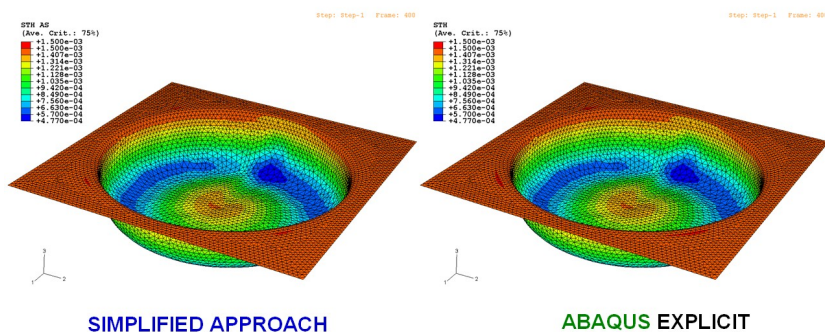 Step: Step-1   Frame: 400
STH AS
(Ave. Crit.: 75%)
+1.500e-03
+1.500e-03
+1.407e-03
+1.314e-03
+1.221e-03
+1.128e-03
+1.035e-03
+9.420e-04
+8.490e-04
+7.560e-04
+6.630e-04
+5.700e-04
+4.770e-04
3
2
1
SIMPLIFIED APPROACH
Step: Step-1   Frame: 400
STH
(Ave. Crit.: 75%)
+1.500e-03
+1.500e-03
+1.407e-03
+1.314e-03
+1.221e-03
+1.128e-03
+1.035e-03
+9.420e-04
+8.490e-04
+7.560e-04
+6.630e-04
+5.700e-04
+4.770e-04
3
2
1
ABAQUS EXPLICIT